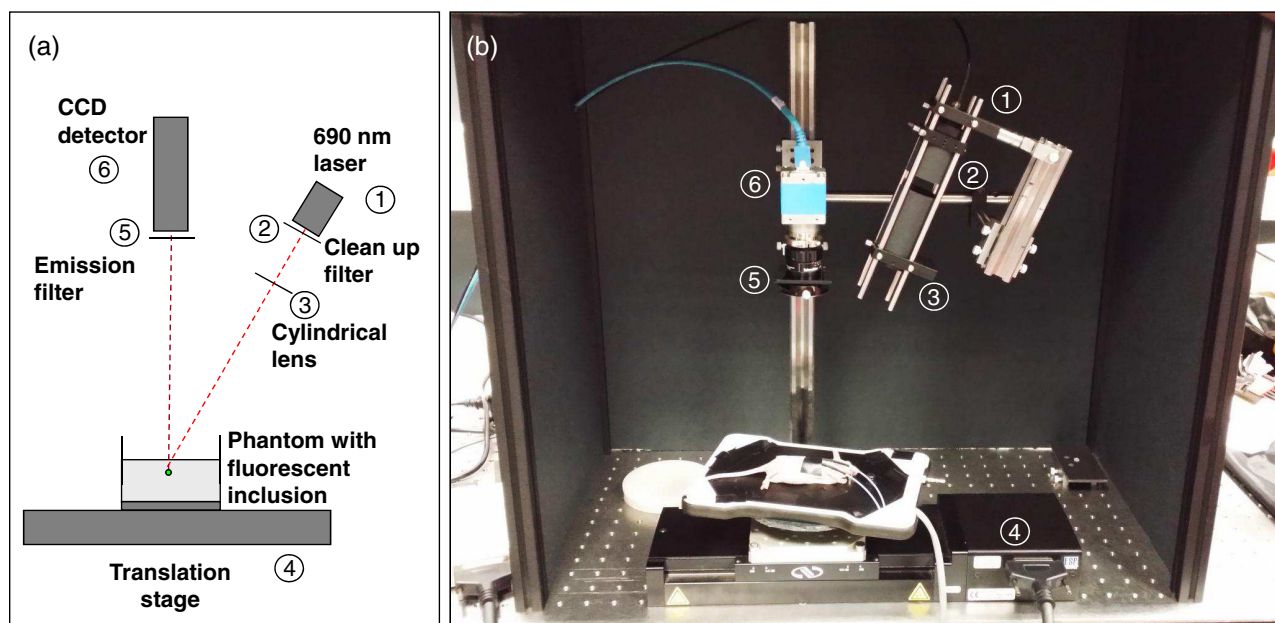 (a)
CCD
detector
⑥
690 nm
laser
①
⑤
②
Emission
filter
Clean up
filter
③
Cylindrical
lens
Phantom with
fluorescent
inclusion
Translation
stage
④
(b)
①
②
⑥
⑤
③
④